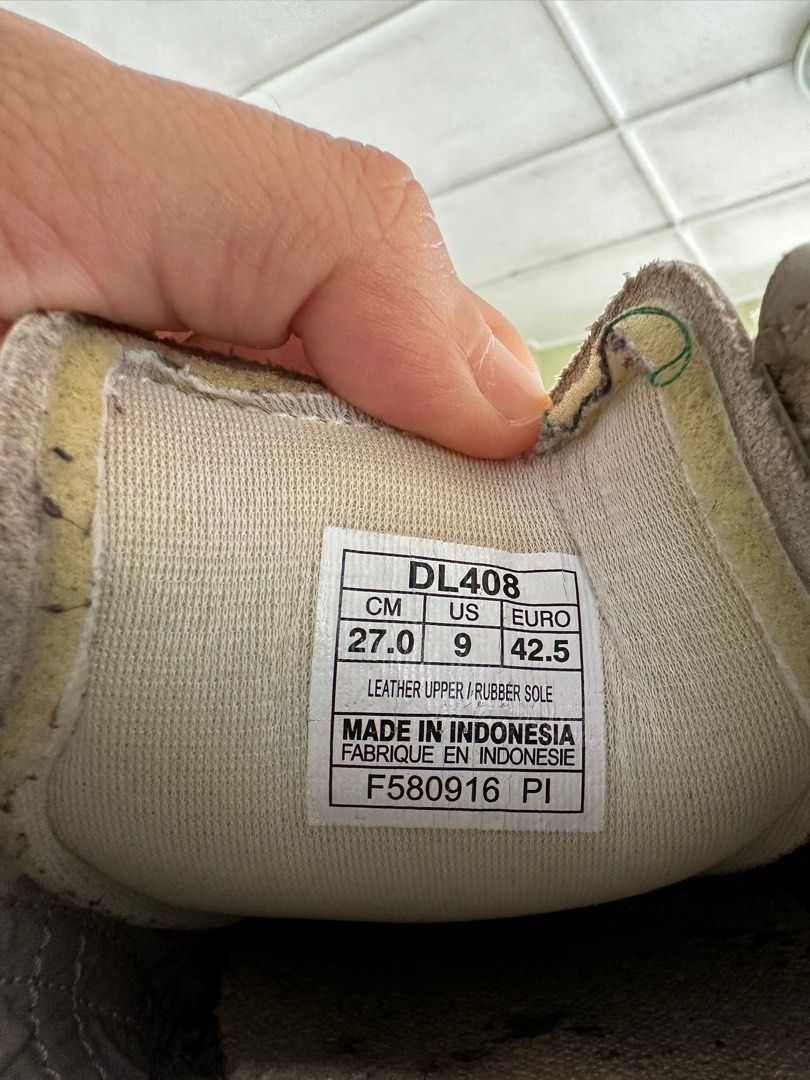 DL408
CM US EURO
27.0 9 42.5
LEATHER UPPER / RUBBER SOLE
MADE IN INDONESIA
FABRIQUE EN INDONESIE
F580916 PI